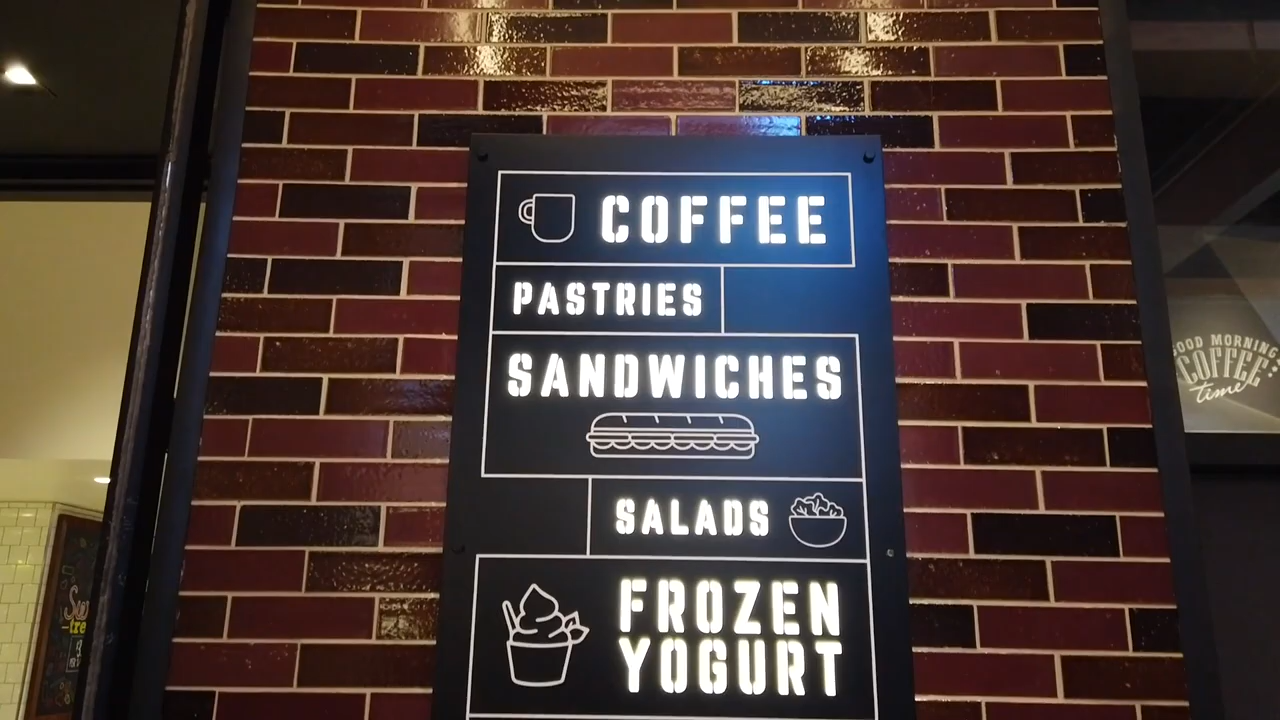 COFFEE
PASTRIES
SANDWICHES
SALADS
FROZEN
YOGURT
GOOD MORNING
COFFEE
time